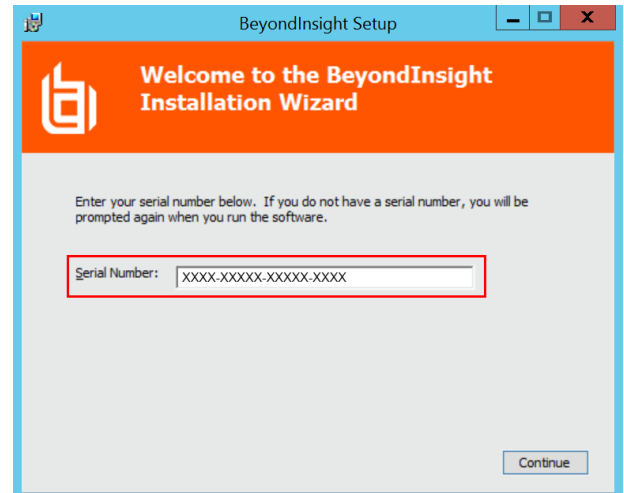 BeyondInsight Setup
Welcome to the BeyondInsight
Installation Wizard
Enter your serial number below. If you do not have a serial number, you will be
prompted again when you run the software.
Serial Number: XXXX-XXXXX-XXXXX-XXXX
Continue